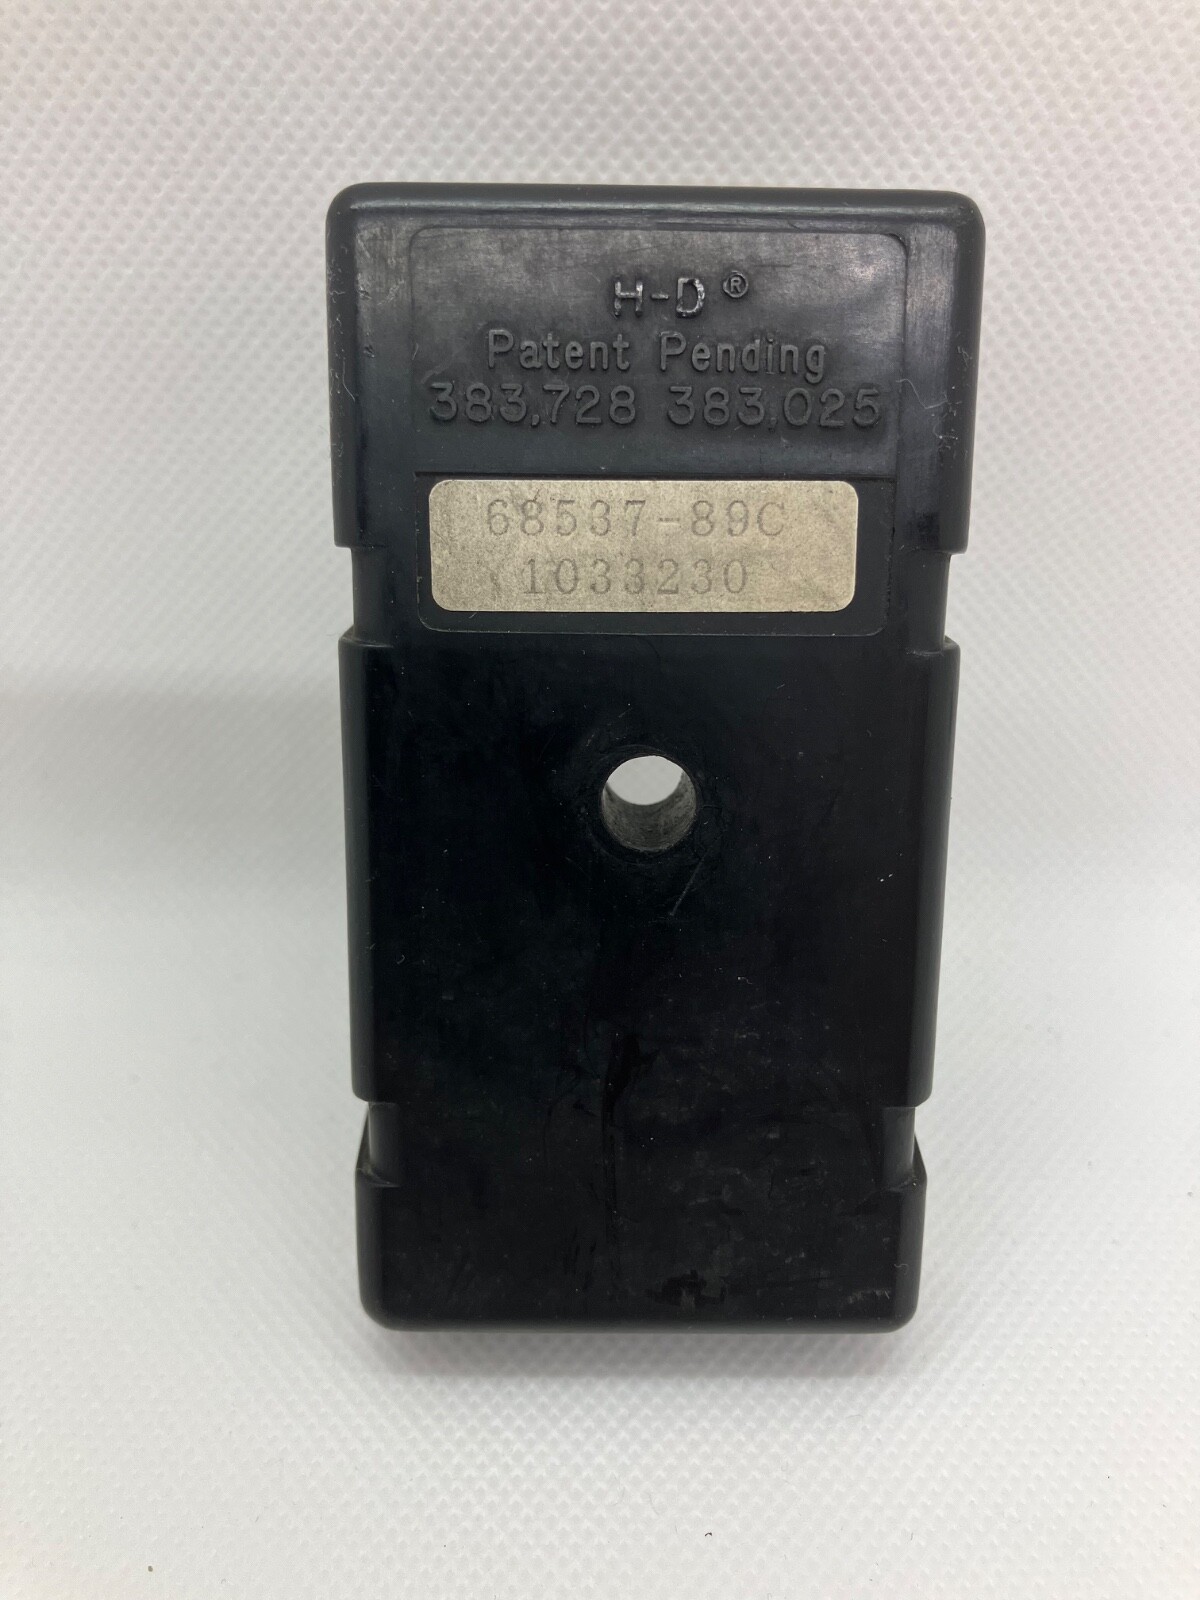 H-D ®
Patent Pending
383,728 383,025
68537-89C
1033230